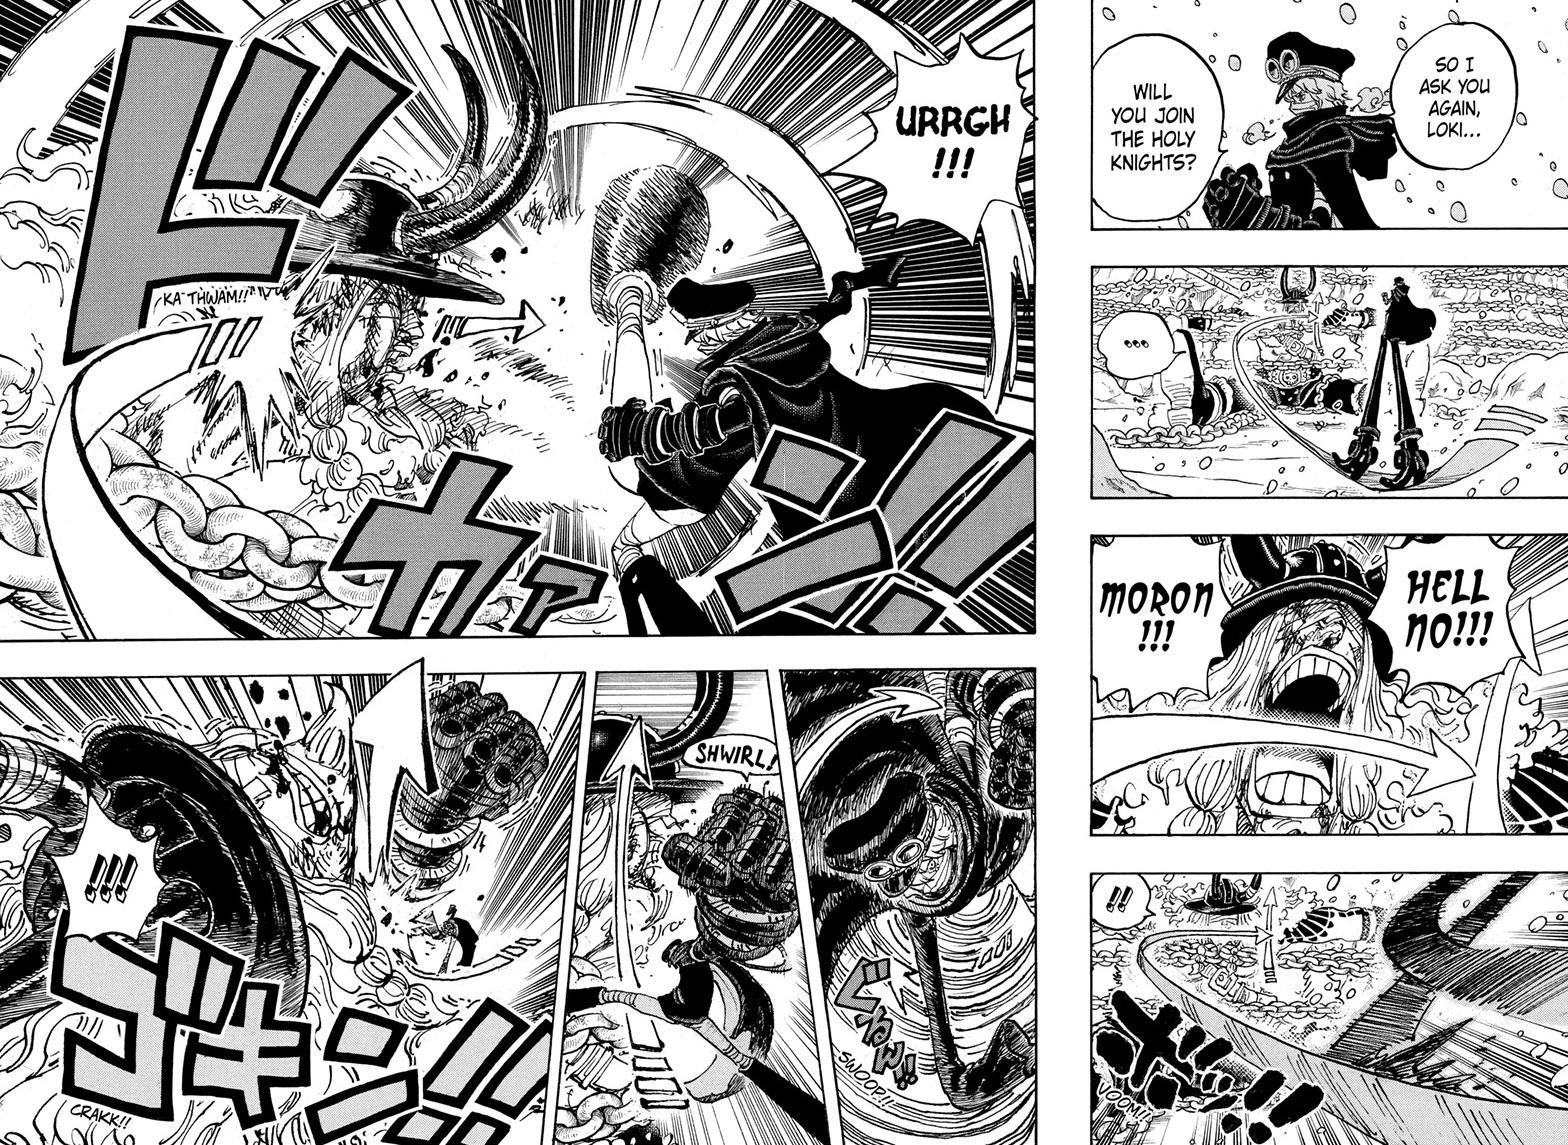 SO I
ASK YOU
AGAIN,
LOKI...
WILL
YOU JOIN
THE HOLY
KNIGHTS?
...
HELL
NO!!!
MORON
!!!
!!
VOOM!!
URRGH
!!!
ドカァン!!
KA-THWAM!!
SWOOP!!
SHWIRL!
!!!
ゴキン!!
CRAKK!!